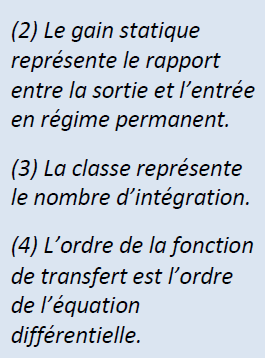 (2) Le gain statique
représente le rapport
entre la sortie et l’entrée
en régime permanent.
(3) La classe représente
le nombre d’intégration.
(4) L’ordre de la fonction
de transfert est l’ordre
de l’équation
différentielle.